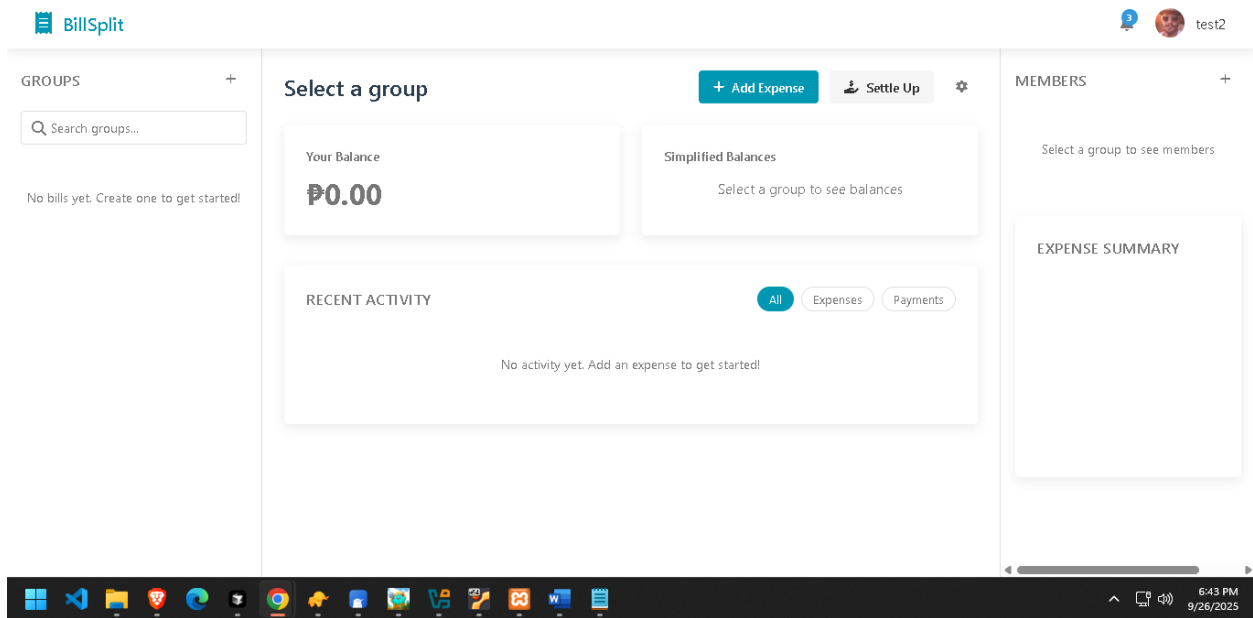 BillSplit
3
test2
GROUPS
+
Search groups...
No bills yet. Create one to get started!
Select a group
+ Add Expense
Settle Up
Your Balance
₱0.00
Simplified Balances
Select a group to see balances
RECENT ACTIVITY
All
Expenses
Payments
No activity yet. Add an expense to get started!
MEMBERS
+
Select a group to see members
EXPENSE SUMMARY
6:43 PM
9/26/2025